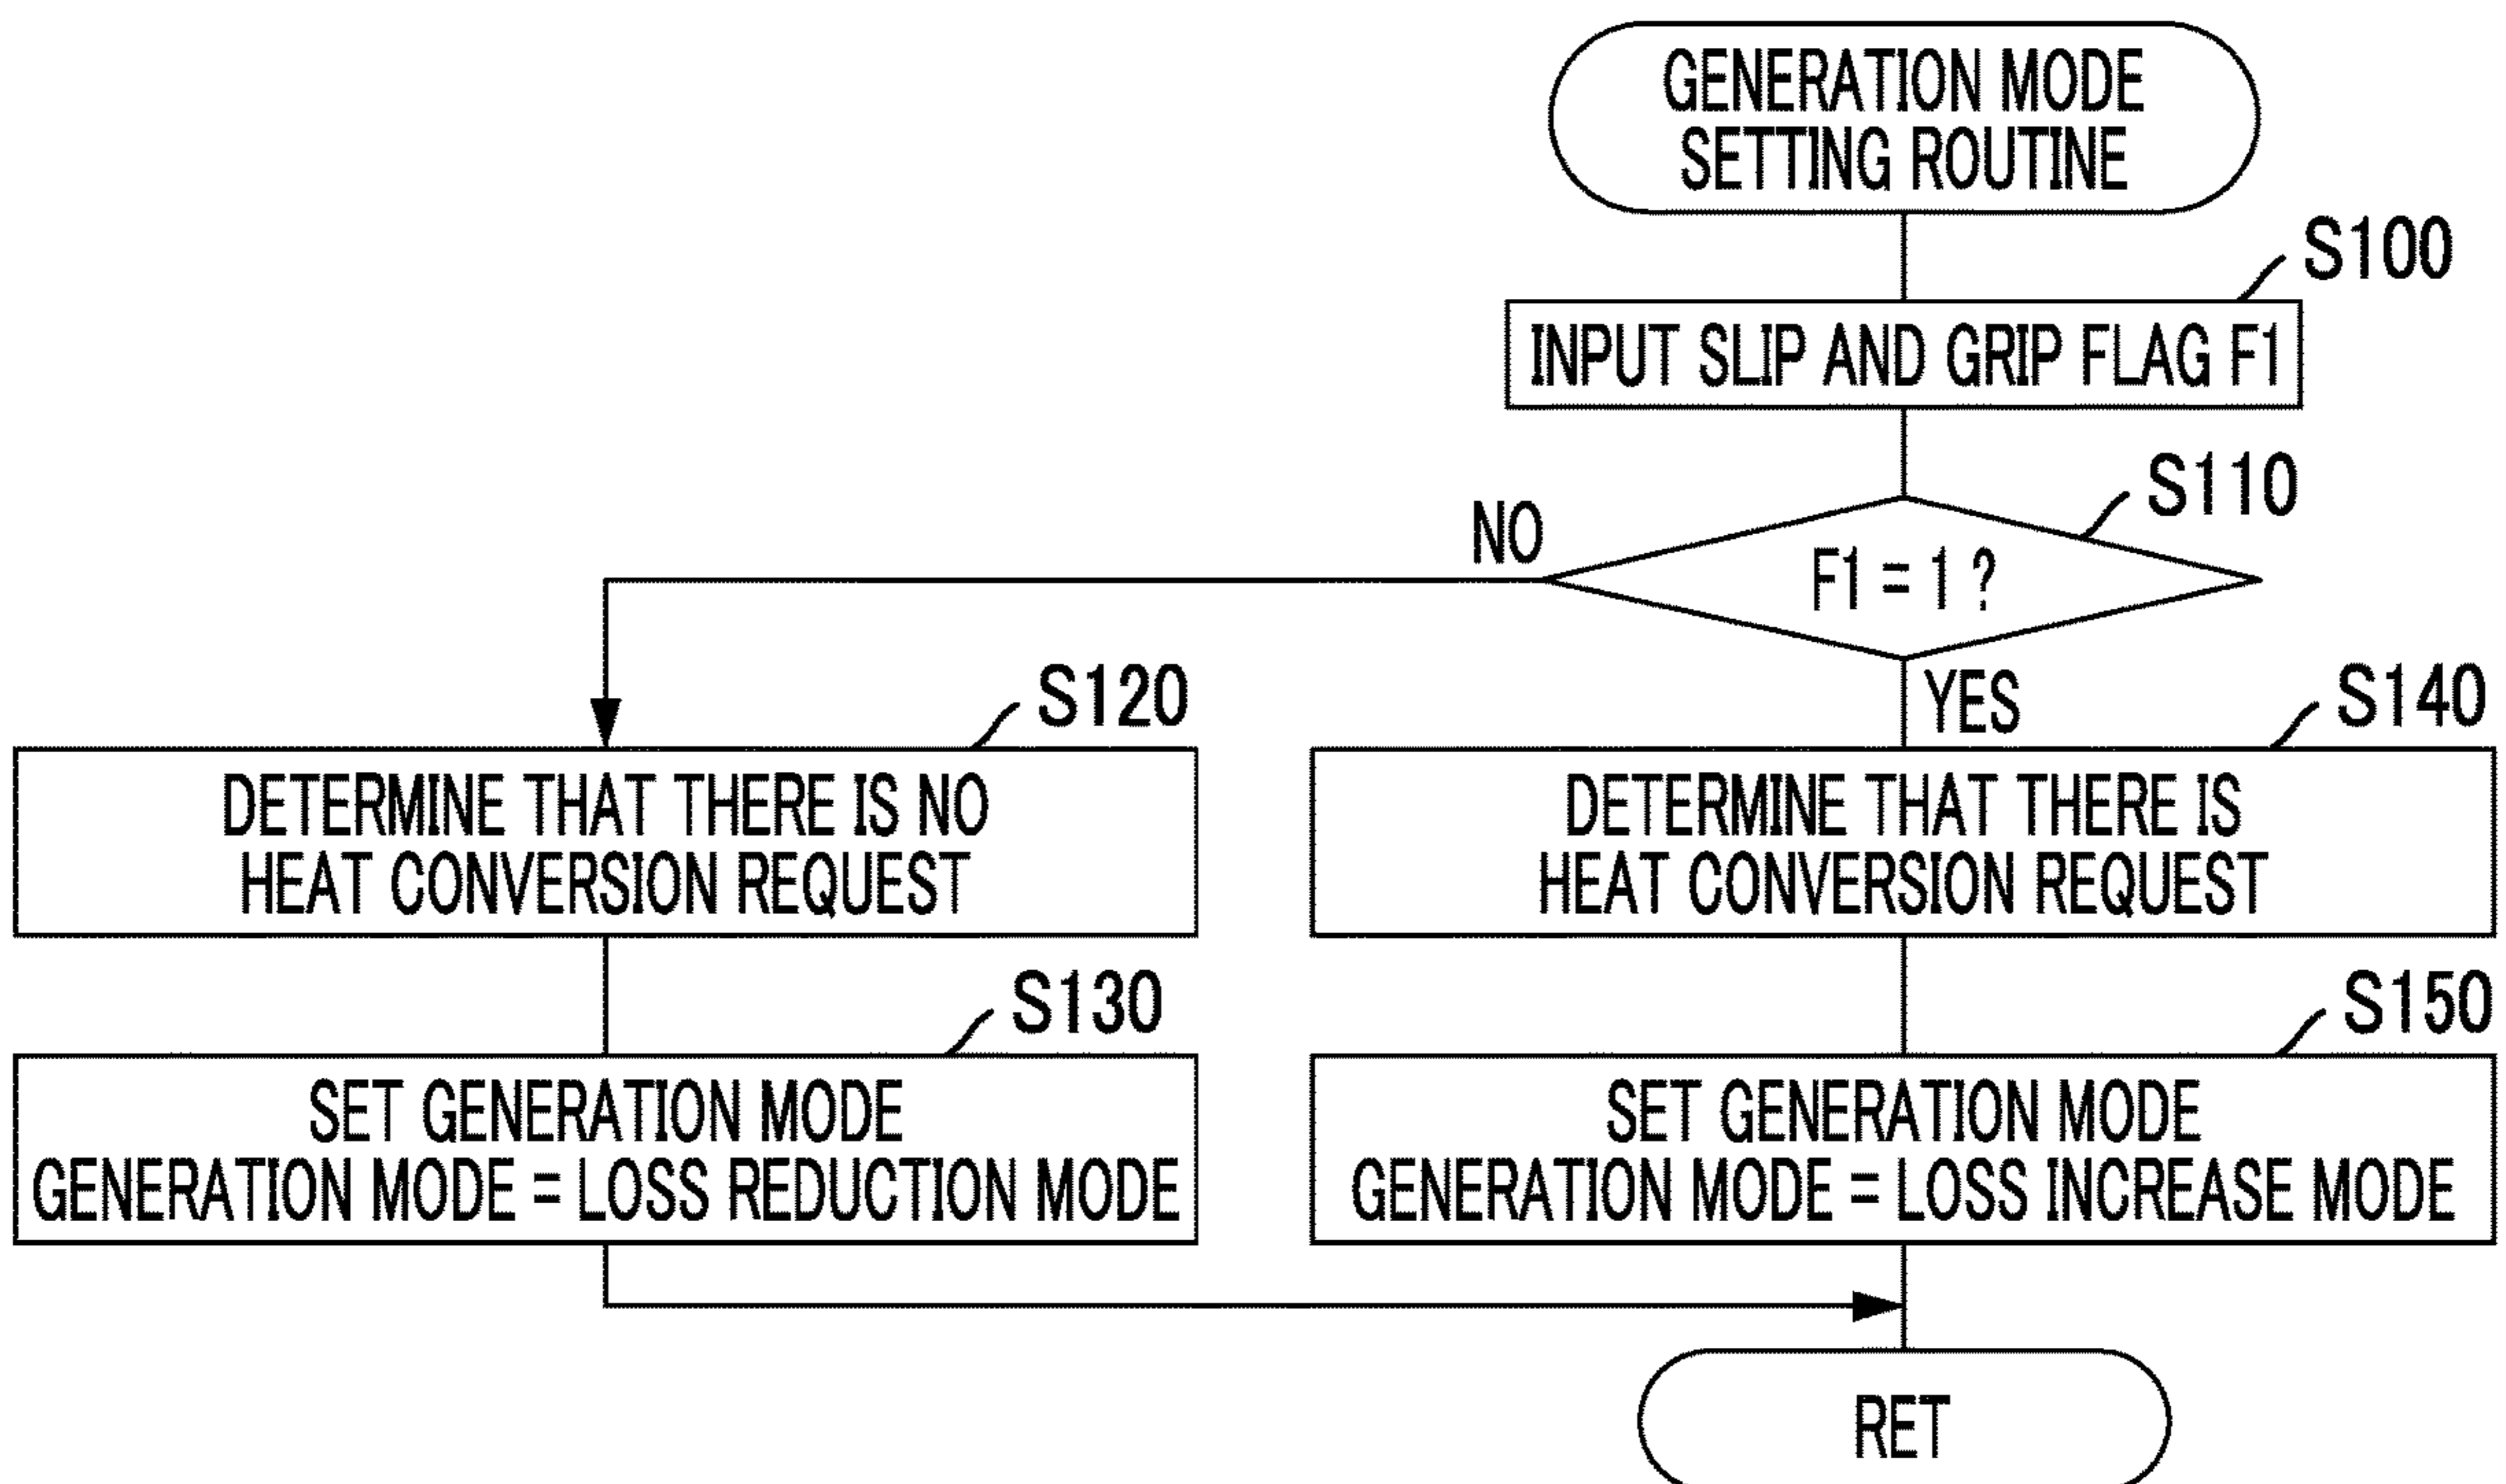 GENERATION MODE
SETTING ROUTINE
S100
INPUT SLIP AND GRIP FLAG F1
S110
F1 = 1 ?
NO
YES
S120
DETERMINE THAT THERE IS NO
HEAT CONVERSION REQUEST
S130
SET GENERATION MODE
GENERATION MODE = LOSS REDUCTION MODE
S140
DETERMINE THAT THERE IS
HEAT CONVERSION REQUEST
S150
SET GENERATION MODE
GENERATION MODE = LOSS INCREASE MODE
RET